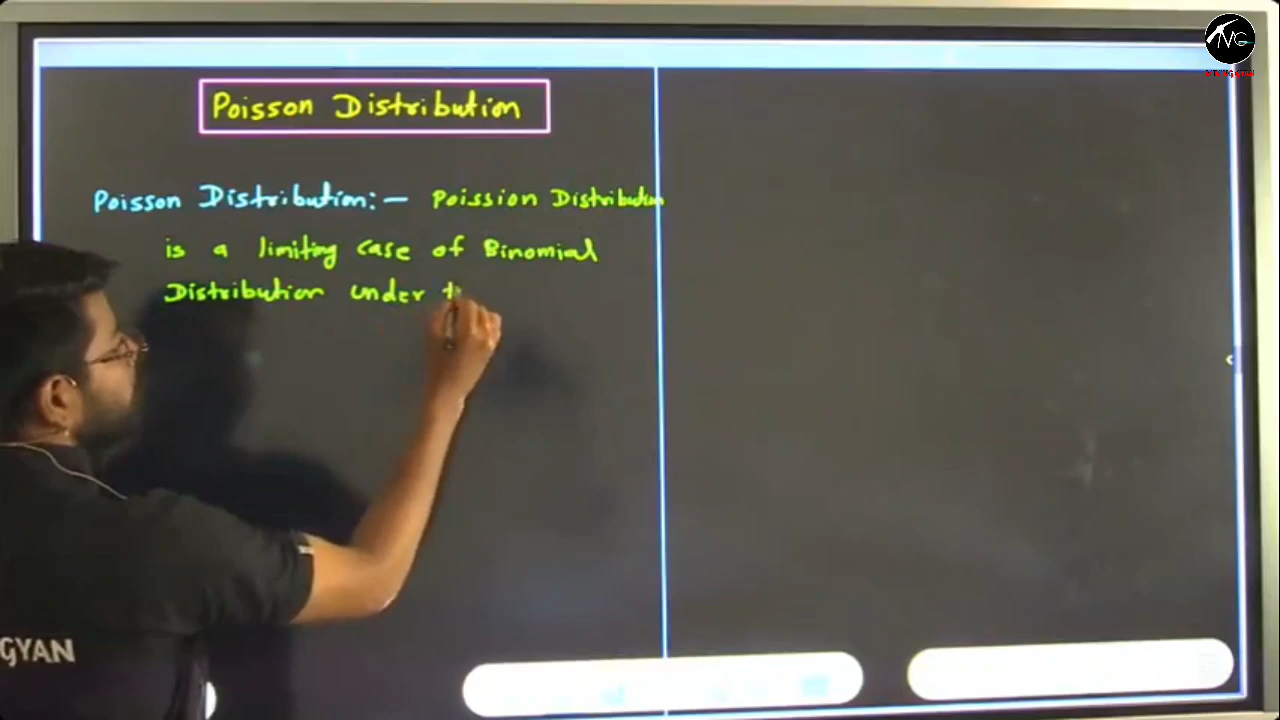 Poisson Distribution
Poisson Distribution:— Poission Distribution
is a limiting case of Binomial
Distribution under
GYAN